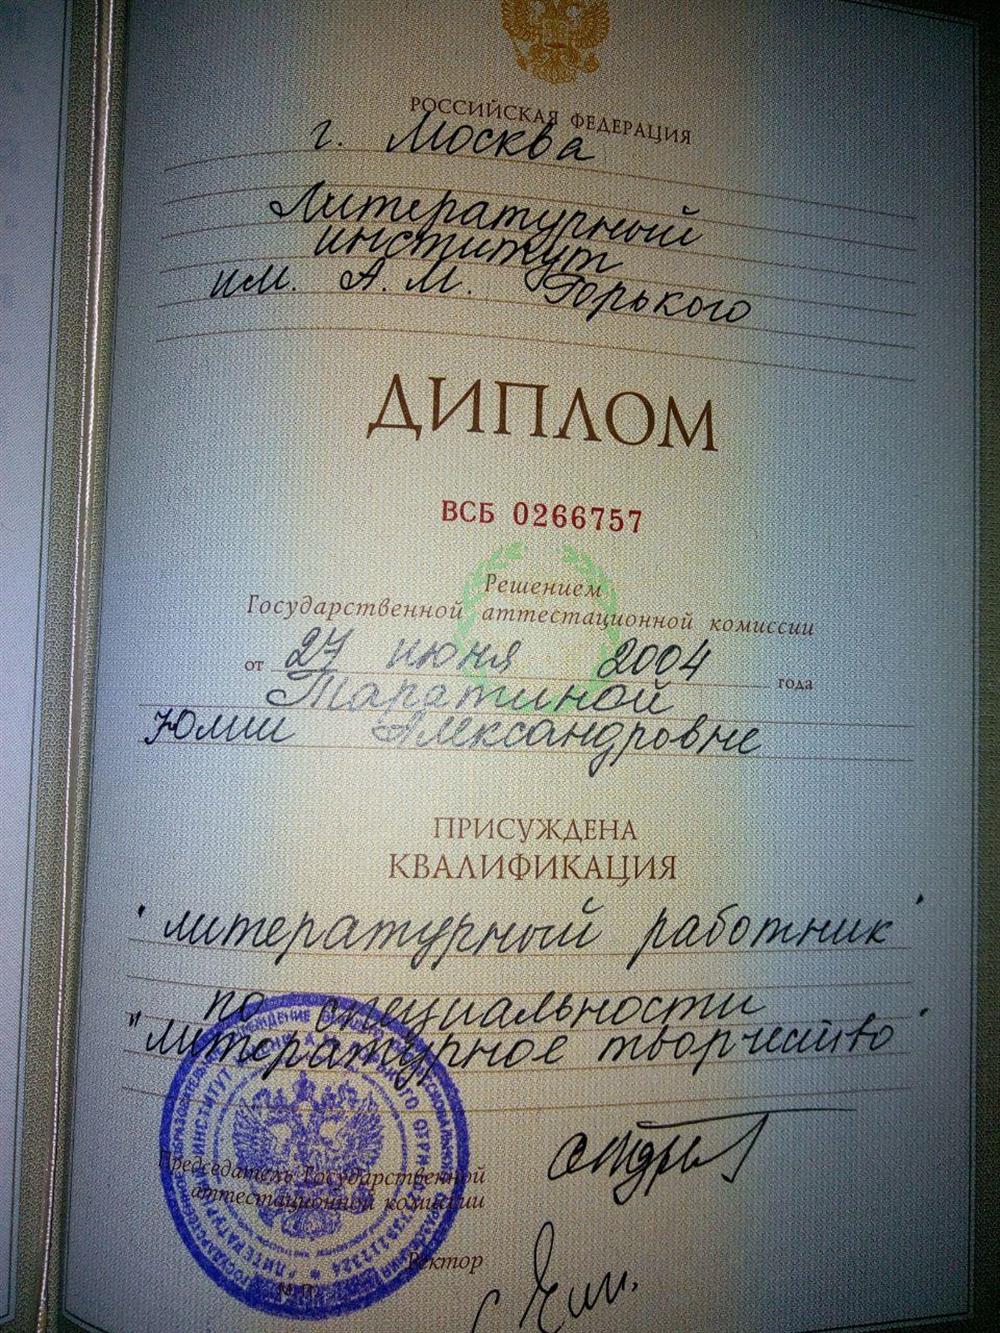 РОССИЙСКАЯ ФЕДЕРАЦИЯ
г. Москва
Литературный
институт
им. А.М. Горького
ДИПЛОМ
ВСБ 0266757
Решением
Государственной аттестационной комиссии
от 27 июня 2004 года
Таратиной
Юлии Александровне
ПРИСУЖДЕНА
КВАЛИФИКАЦИЯ
"литературный работник"
по специальности
"литературное творчество"
Председатель Государственной
аттестационной комиссии
Ректор
М.П.